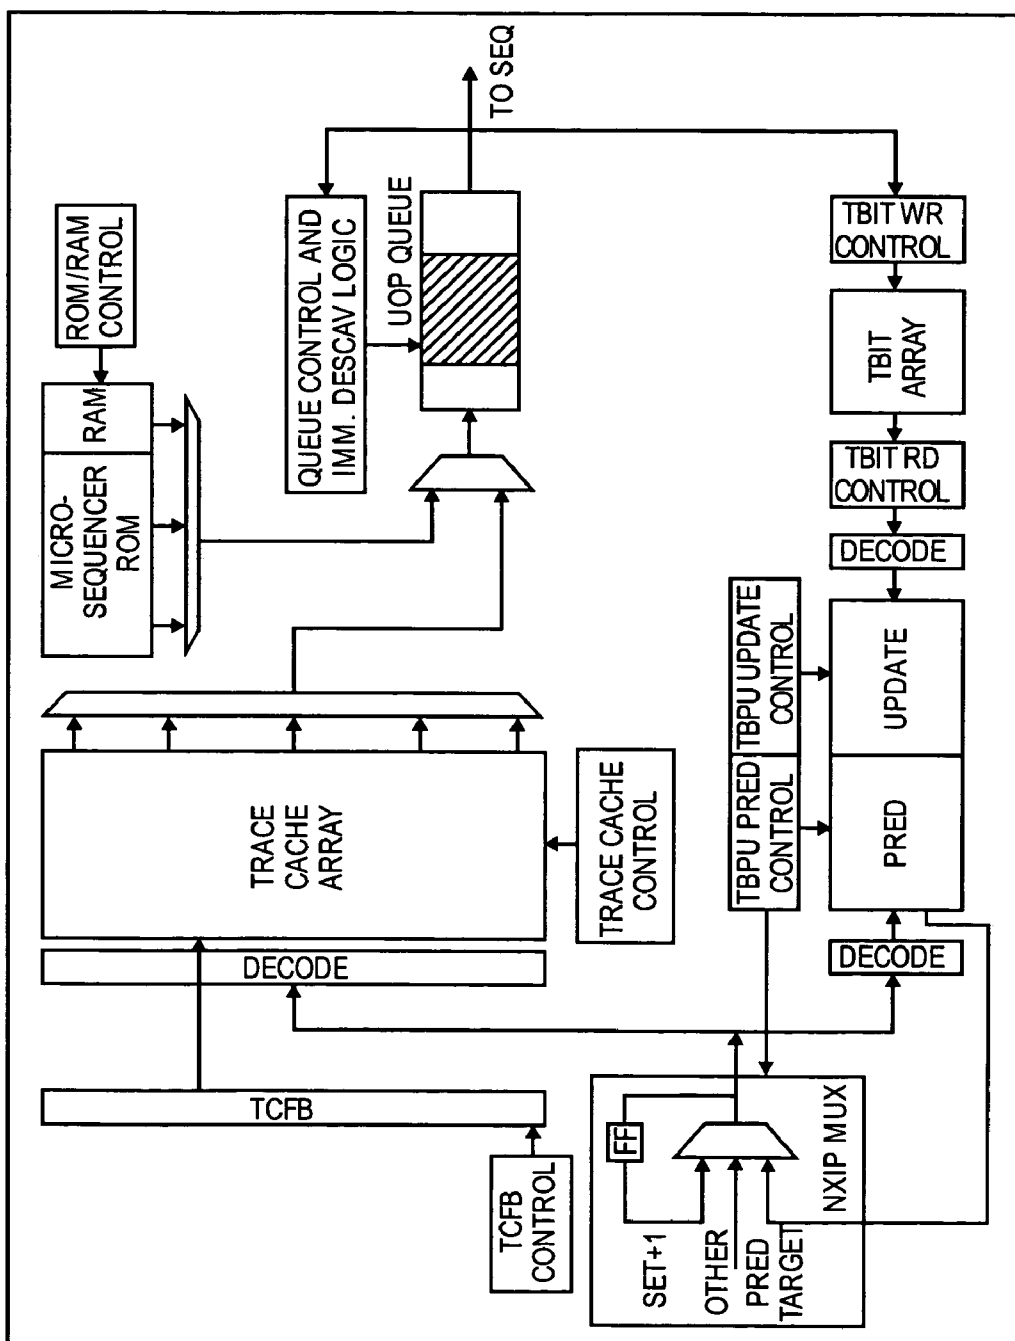 ROM/RAM
CONTROL
MICRO-
SEQUENCER
ROM
RAM
QUEUE CONTROL AND
IMM. DESCAV LOGIC
UOP QUEUE
TO SEQ
TRACE
CACHE
ARRAY
TRACE CACHE
CONTROL
DECODE
TCFB
TCFB
CONTROL
TBIT WR
CONTROL
TBIT
ARRAY
TBIT RD
CONTROL
DECODE
UPDATE
PRED
TBPU UPDATE
CONTROL
TBPU PRED
CONTROL
DECODE
FF
SET+1
OTHER
PRED
TARGET
NXIP MUX